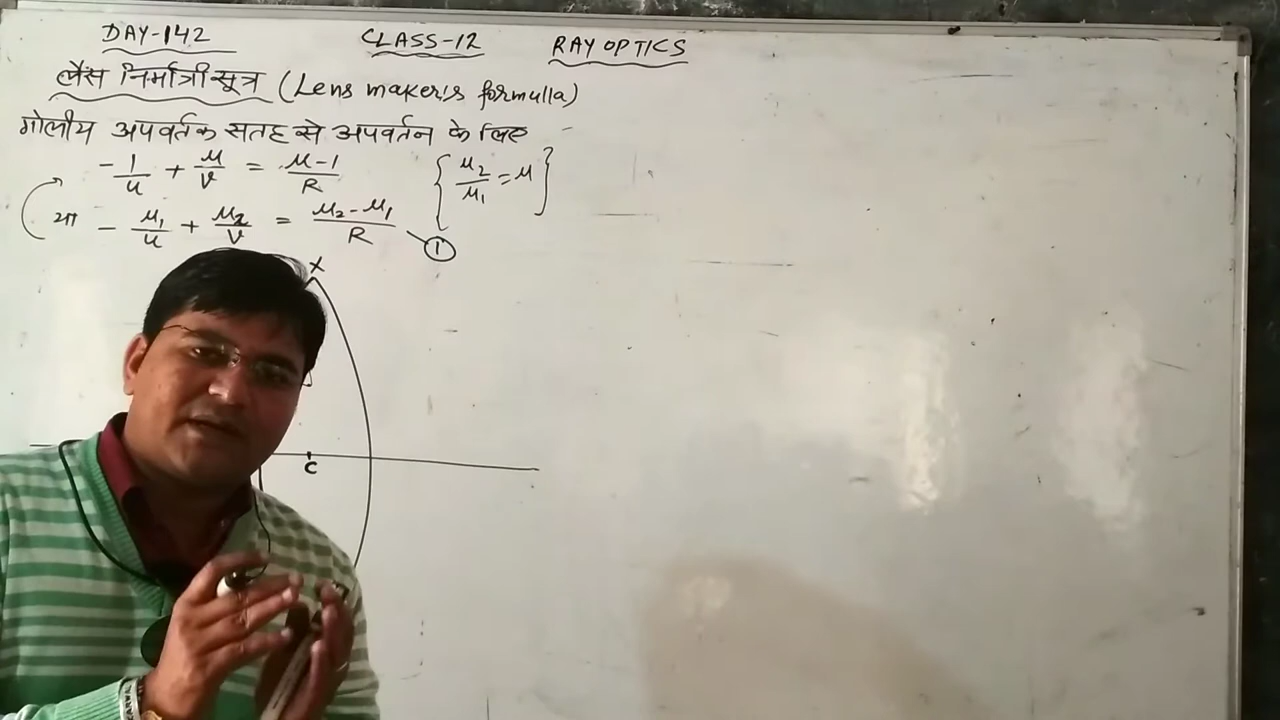 DAY-142 CLASS-12 RAY OPTICS
लैंस निर्मात्री सूत्र (Lens maker's formulla)
गोलीय अपवर्तक सतह से अपवर्तन के लिए
-1/u + μ/v = μ-1/R {μ2/μ1 = μ}
या - μ1/u + μ2/v = μ2-μ1/R ①
X
C